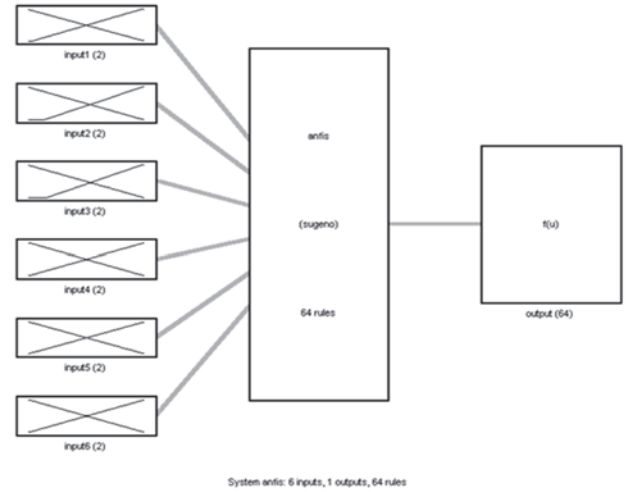 input1 (2)
input2 (2)
input3 (2)
input4 (2)
input5 (2)
input6 (2)
anfis
(sugeno)
64 rules
f(u)
output (64)
System anfis: 6 inputs, 1 outputs, 64 rules